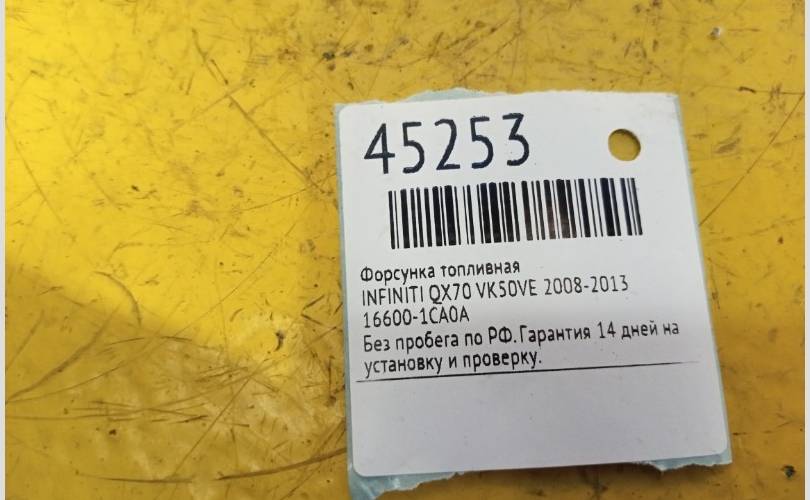 45253
Форсунка топливная
INFINITI QX70 VK50VE 2008-2013
16600-1CA0A
Без пробега по РФ. Гарантия 14 дней на
установку и проверку.